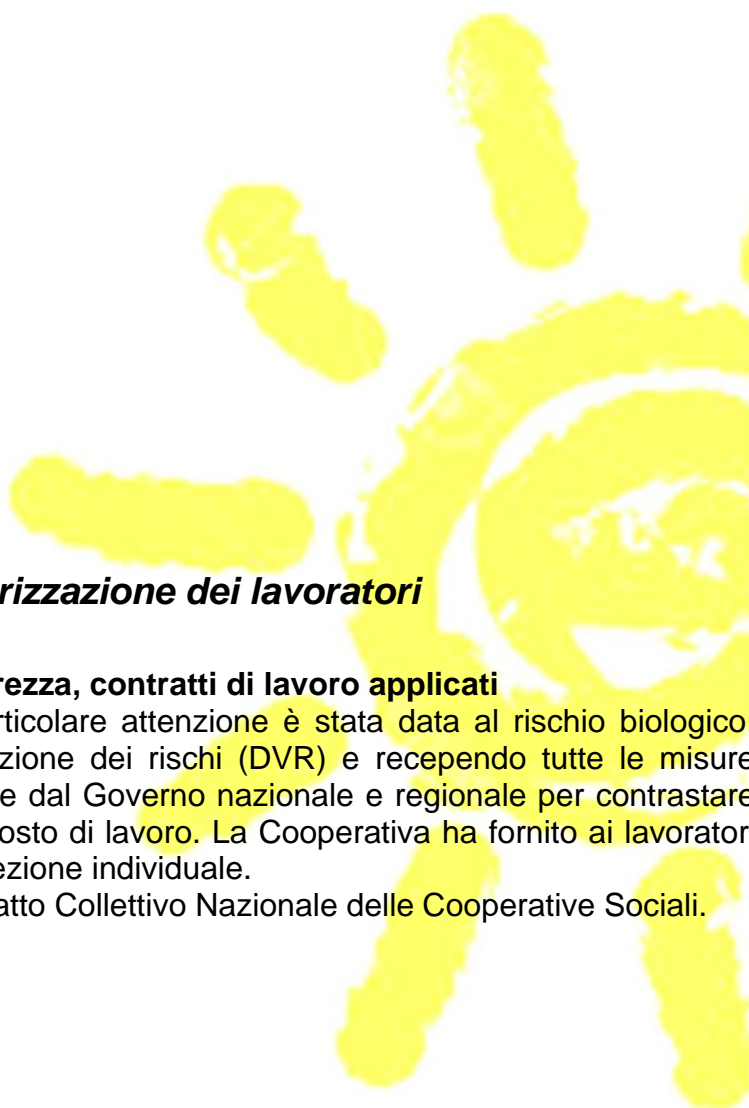 rizzazione dei lavoratori
rezza, contratti di lavoro applicati
rticolare attenzione è stata data al rischio biologico
zione dei rischi (DVR) e recependo tutte le misure
e dal Governo nazionale e regionale per contrastare
osto di lavoro. La Cooperativa ha fornito ai lavorator
ezione individuale.
atto Collettivo Nazionale delle Cooperative Sociali.